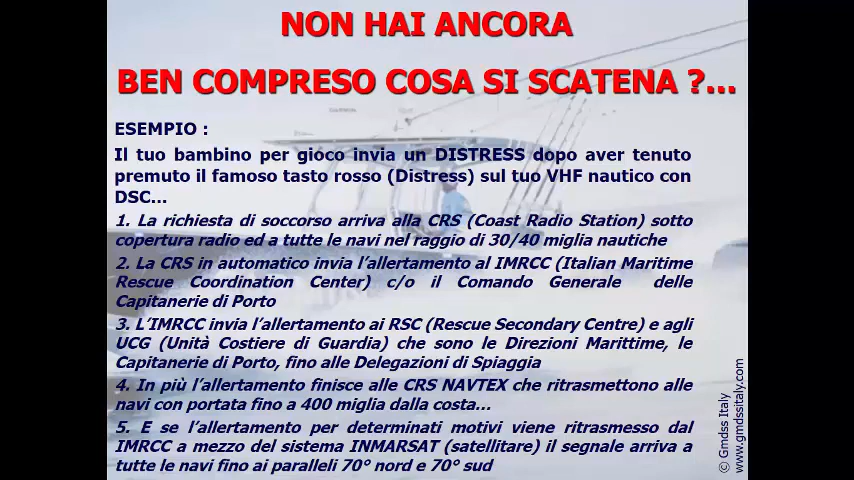 NON HAI ANCORA
BEN COMPRESO COSA SI SCATENA ?...
ESEMPIO :
Il tuo bambino per gioco invia un DISTRESS dopo aver tenuto
premuto il famoso tasto rosso (Distress) sul tuo VHF nautico con
DSC...
1. La richiesta di soccorso arriva alla CRS (Coast Radio Station) sotto
copertura radio ed a tutte le navi nel raggio di 30/40 miglia nautiche
2. La CRS in automatico invia l'allertamento al IMRCC (Italian Maritime
Rescue Coordination Center) c/o il Comando Generale delle
Capitanerie di Porto
3. L'IMRCC invia l'allertamento ai RSC (Rescue Secondary Centre) e agli
UCG (Unità Costiere di Guardia) che sono le Direzioni Marittime, le
Capitanerie di Porto, fino alle Delegazioni di Spiaggia
4. In più l'allertamento finisce alle CRS NAVTEX che ritrasmettono alle
navi con portata fino a 400 miglia dalla costa...
5. E se l'allertamento per determinati motivi viene ritrasmesso dal
IMRCC a mezzo del sistema INMARSAT (satellitare) il segnale arriva a
tutte le navi fino ai paralleli 70° nord e 70° sud
© Gmdss Italy
www.gmdssitaly.com